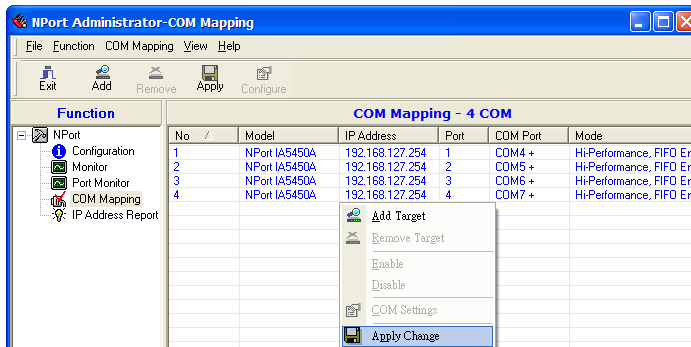 NPort Administrator-COM Mapping
File Function COM Mapping View Help
Exit Add Remove Apply Configure
Function
COM Mapping - 4 COM
NPort
Configuration
Monitor
Port Monitor
COM Mapping
IP Address Report
No Model IP Address Port COM Port Mode
1 NPort IA5450A 192.168.127.254 1 COM4 + Hi-Performance, FIFO Er
2 NPort IA5450A 192.168.127.254 2 COM5 + Hi-Performance, FIFO Er
3 NPort IA5450A 192.168.127.254 3 COM6 + Hi-Performance, FIFO Er
4 NPort IA5450A 192.168.127.254 4 COM7 + Hi-Performance, FIFO Er
Add Target
Remove Target
Enable
Disable
COM Settings
Apply Change